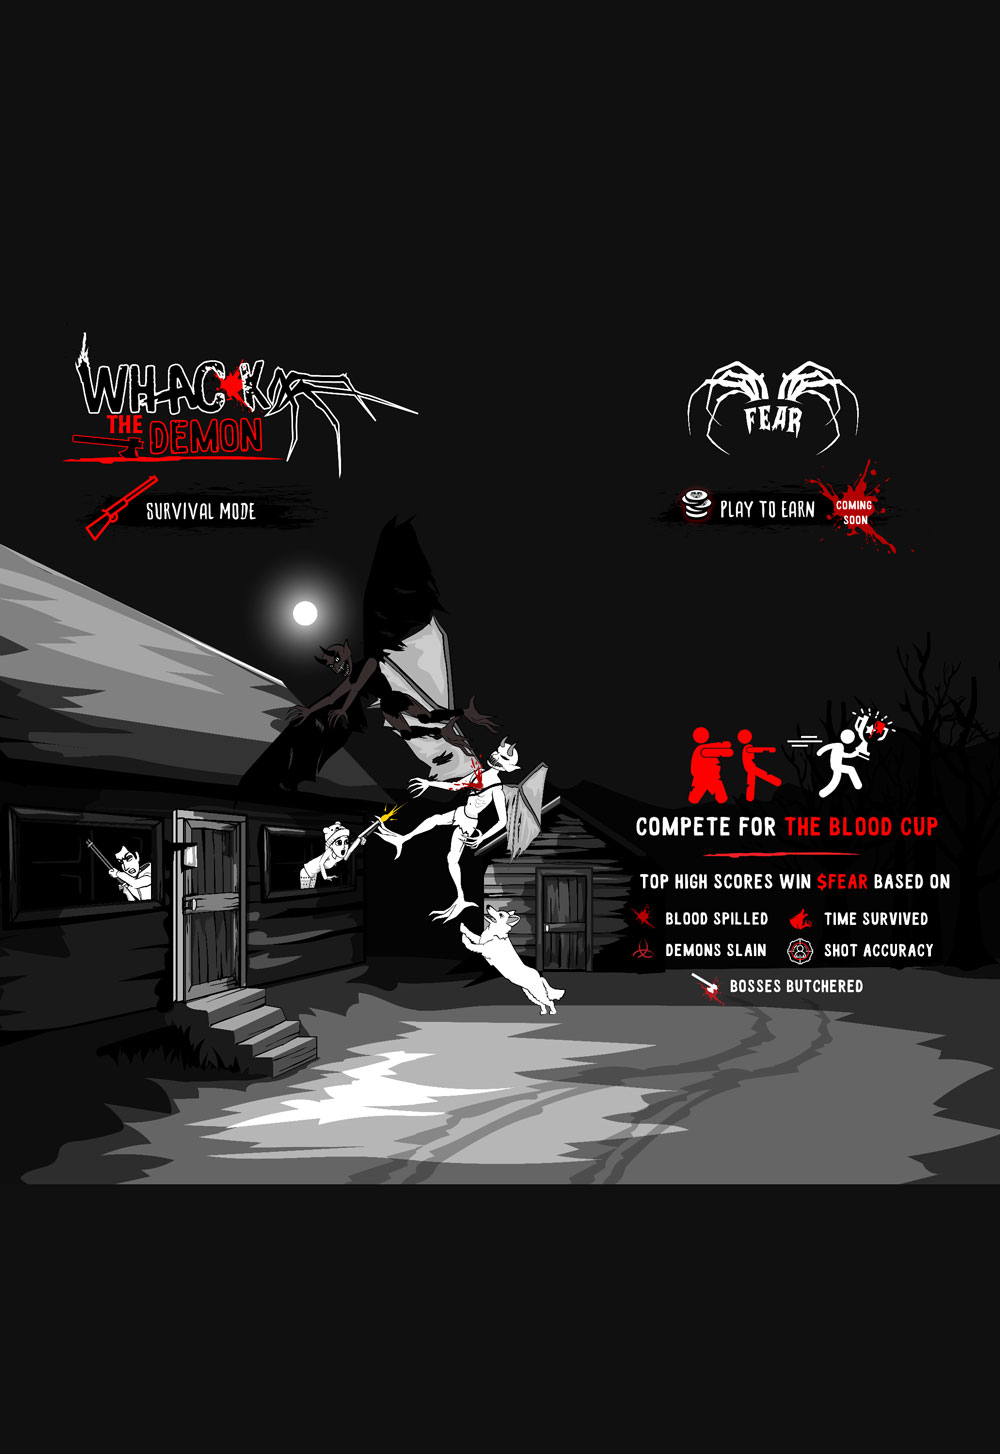 WHACK
THE
DEMON
SURVIVAL MODE
FEAR
PLAY TO EARN
COMING
SOON
COMPETE FOR THE BLOOD CUP
TOP HIGH SCORES WIN $FEAR BASED ON
BLOOD SPILLED
TIME SURVIVED
DEMONS SLAIN
SHOT ACCURACY
BOSSES BUTCHERED